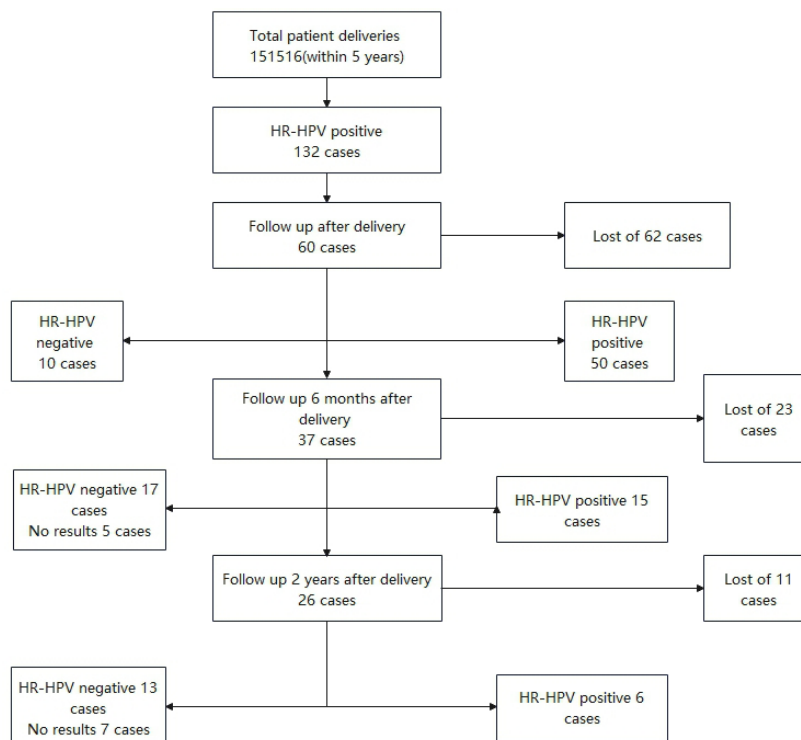 Total patient deliveries
151516(within 5 years)
HR-HPV positive
132 cases
Follow up after delivery
60 cases
Lost of 62 cases
HR-HPV
negative
10 cases
HR-HPV
positive
50 cases
Follow up 6 months after
delivery
37 cases
Lost of 23
cases
HR-HPV negative 17
cases
No results 5 cases
HR-HPV positive 15
cases
Follow up 2 years after delivery
26 cases
Lost of 11
cases
HR-HPV negative 13
cases
No results 7 cases
HR-HPV positive 6
cases